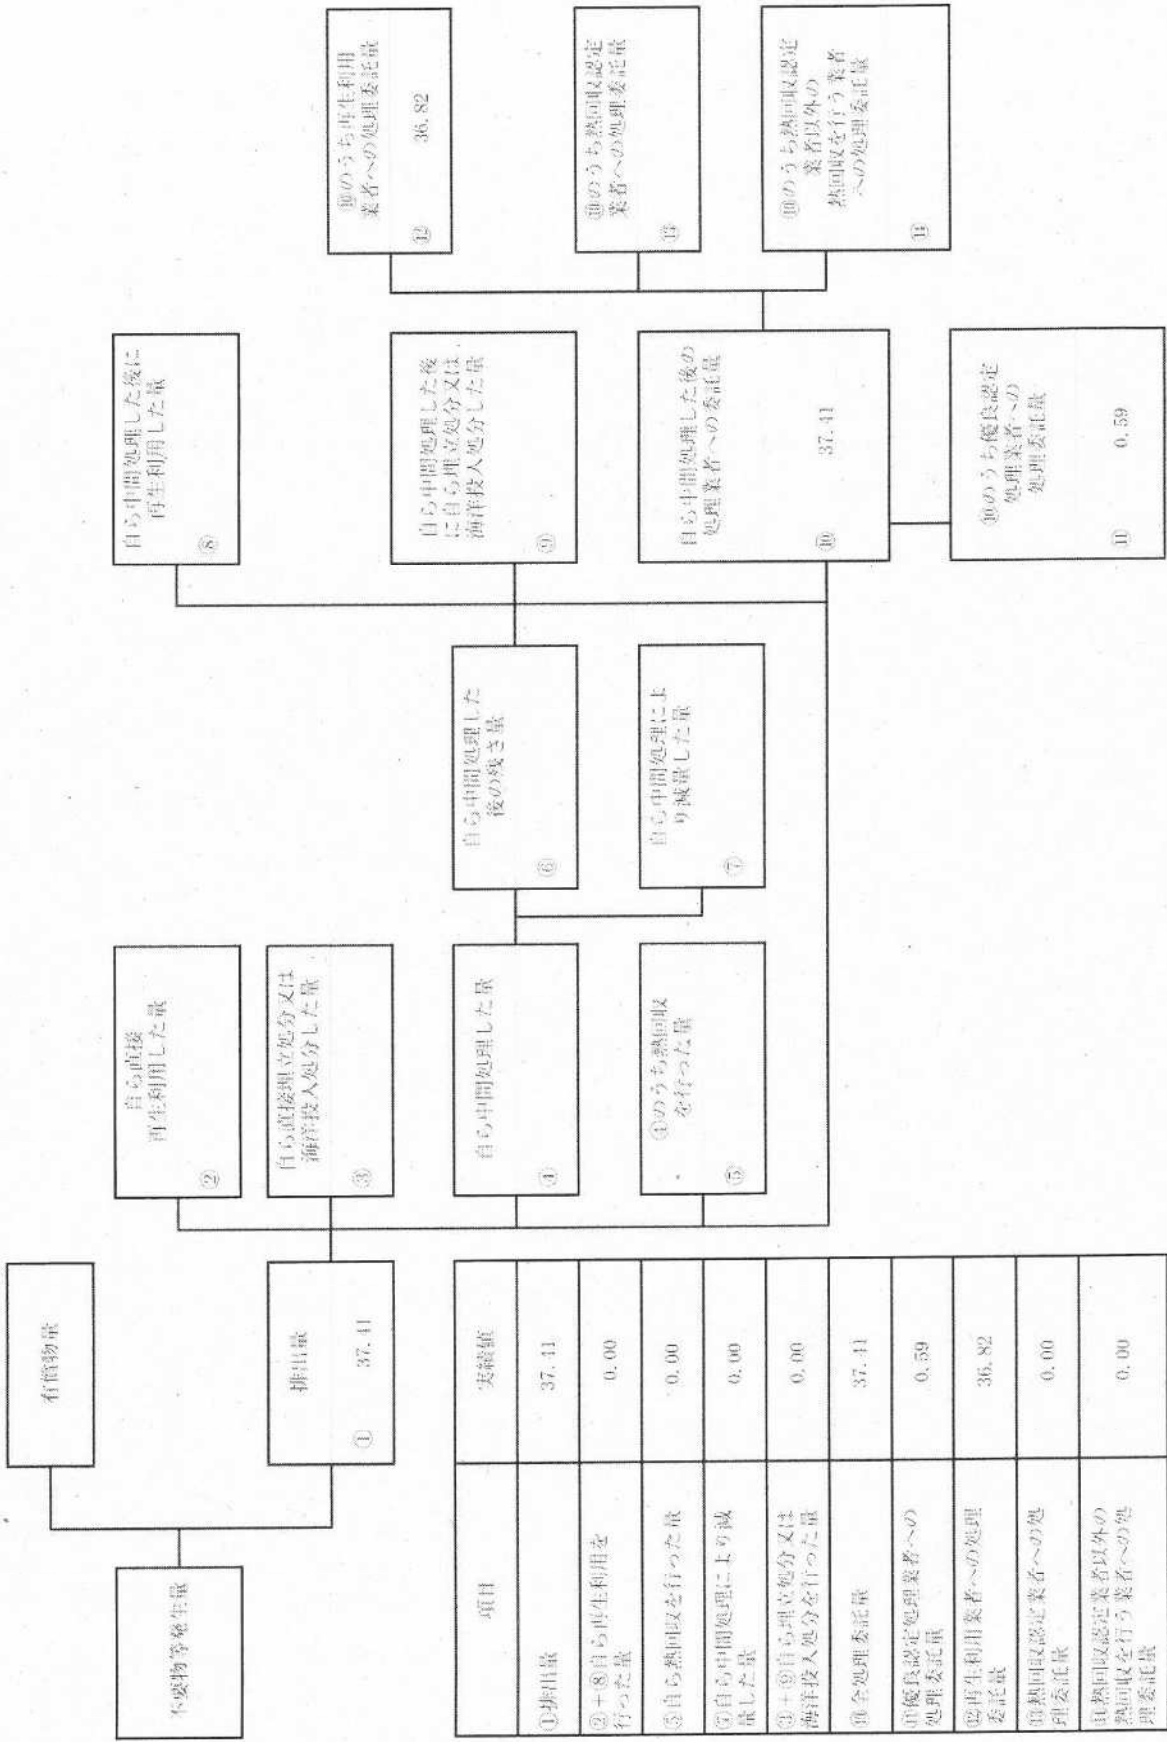 不要物等発生量
有償物量
排出量
① 37.41
自ら直接
再生利用した量
②
自ら直接埋立処分又は
海洋投入処分した量
③
自ら中間処理した量
④
④のうち熱回収
を行った量
⑤
自ら中間処理した
後の残さ量
⑥
自ら中間処理によ
り減量した量
⑦
自ら中間処理した後に
再生利用した量
⑧
自ら中間処理した後
に自ら埋立処分又は
海洋投入処分した量
⑨
自ら中間処理した後の
処理業者への委託量
⑩ 37.41
⑩のうち優良認定
処理業者への
処理委託量
⑪ 0.59
⑩のうち再生利用
業者への処理委託量
⑫ 36.82
⑩のうち熱回収認定
業者への処理委託量
⑬
⑩のうち熱回収認定
業者以外の
熱回収を行う業者
への処理委託量
⑭
項目 実績値
①排出量 37.41
②+⑧自ら再生利用を
行った量 0.00
⑤自ら熱回収を行った量 0.00
⑦自ら中間処理により減
量した量 0.00
③+⑨自ら埋立処分又は
海洋投入処分を行った量 0.00
⑩全処理委託量 37.41
⑪優良認定処理業者への
処理委託量 0.59
⑫再生利用業者への処理
委託量 36.82
⑬熱回収認定業者への処
理委託量 0.00
⑭熱回収認定業者以外の
熱回収を行う業者への処
理委託量 0.00